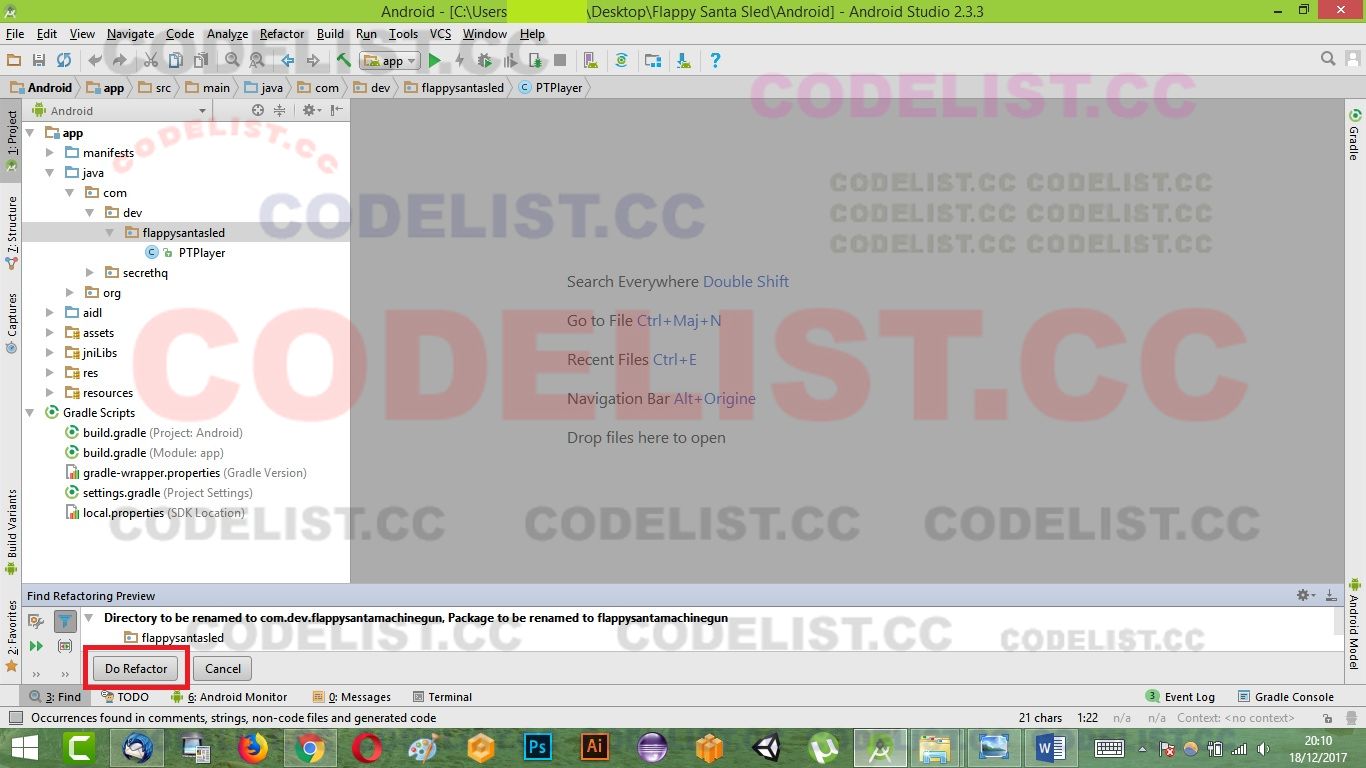 Android - [C:\Users \Desktop\Flappy Santa Sled\Android] - Android Studio 2.3.3
File Edit View Navigate Code Analyze Refactor Build Run Tools VCS Window Help
CODELIST.CC
app
Android app src main java com dev flappysantasled PTPlayer
CODELIST.CC
Android
1: Project
Gradle
app
CODELIST.CC
manifests
java
com
CODELIST.CC CODELIST.CC
dev
CODELIST.CC
CODELIST.CC CODELIST.CC
flappysantasled
CODELIST.CC CODELIST.CC
7: Structure
PTPlayer
secrethq
Search Everywhere Double Shift
org
aidl
Go to File Ctrl+Maj+N
Captures
assets
jniLibs
Recent Files Ctrl+E
CODELIST.CC
res
resources
Navigation Bar Alt+Origine
Gradle Scripts
build.gradle (Project: Android)
Drop files here to open
build.gradle (Module: app)
gradle-wrapper.properties (Gradle Version)
settings.gradle (Project Settings)
Build Variants
local.properties (SDK Location)
CODELIST.CC CODELIST.CC CODELIST.CC
Find Refactoring Preview
Android Model
2: Favorites
Directory to be renamed to com.dev.flappysantamachinegun, Package to be renamed to flappysantamachinegun
flappysantasled
CODELIST.CC CODELIST.CC CODELIST.CC
Do Refactor Cancel
3: Find TODO 6: Android Monitor 0: Messages Terminal 3 Event Log Gradle Console
Occurrences found in comments, strings, non-code files and generated code 21 chars 1:22 n/a n/a Context: <no context>
Ps Ai W
20:10
18/12/2017